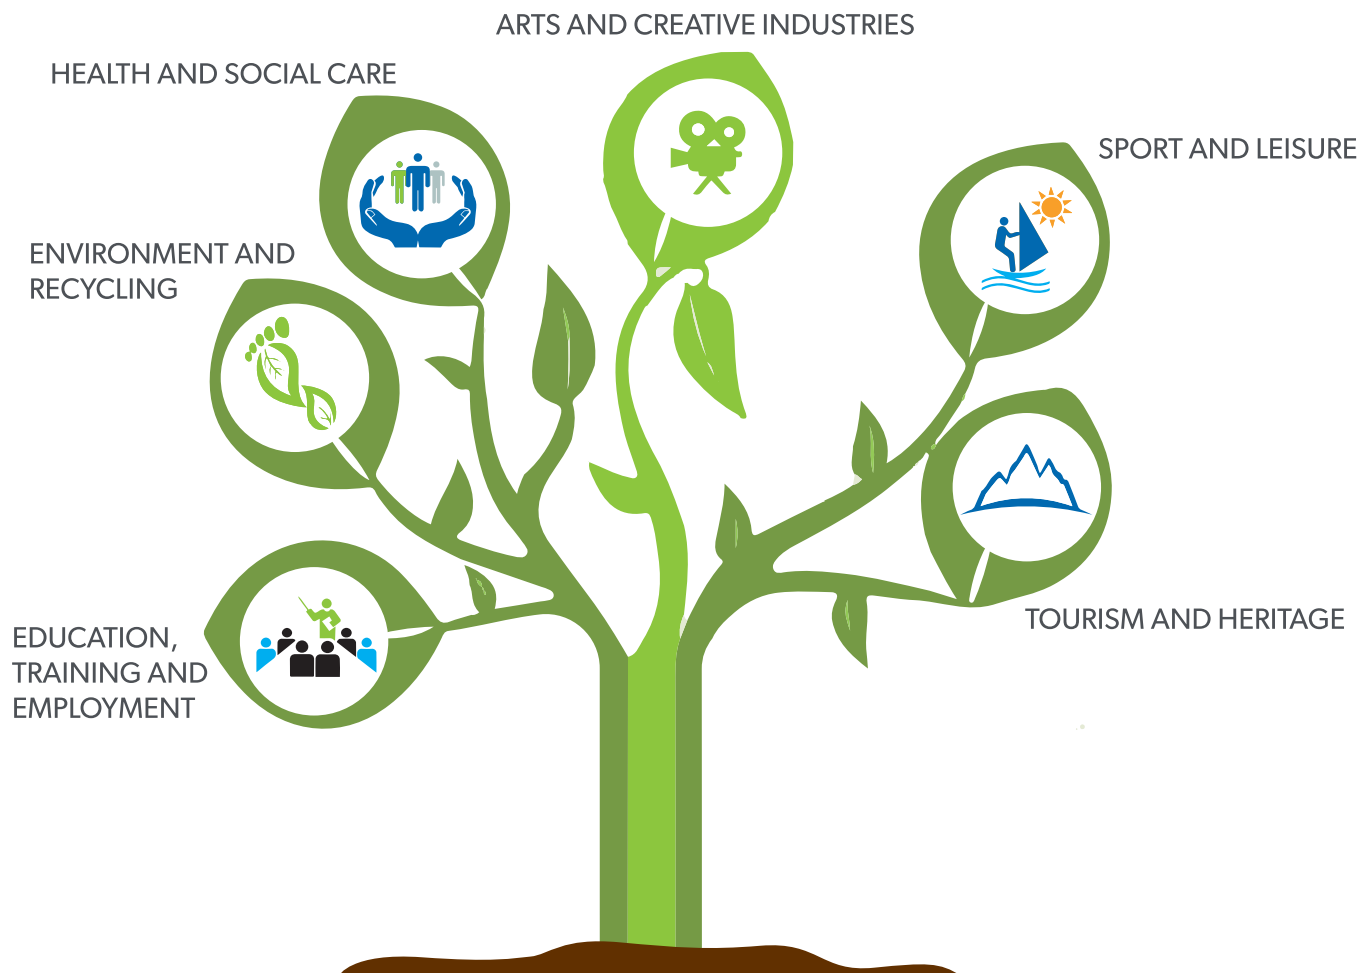 ARTS AND CREATIVE INDUSTRIES
HEALTH AND SOCIAL CARE
SPORT AND LEISURE
ENVIRONMENT AND
RECYCLING
TOURISM AND HERITAGE
EDUCATION,
TRAINING AND
EMPLOYMENT